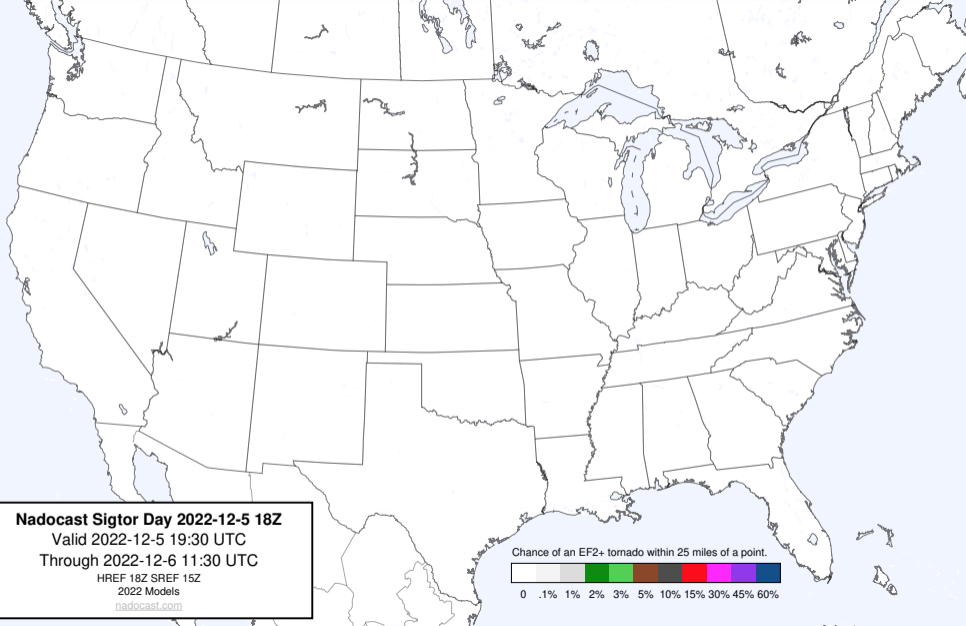 Nadocast Sigtor Day 2022-12-5 18Z
Valid 2022-12-5 19:30 UTC
Through 2022-12-6 11:30 UTC
HREF 18Z SREF 15Z
2022 Models
nadocast.com
Chance of an EF2+ tornado within 25 miles of a point.
0 .1% 1% 2% 3% 5% 10% 15% 30% 45% 60%